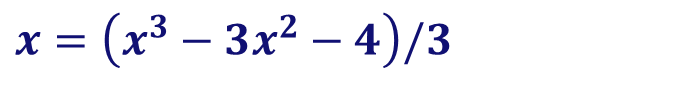 x = (x³ − 3x² − 4)/3